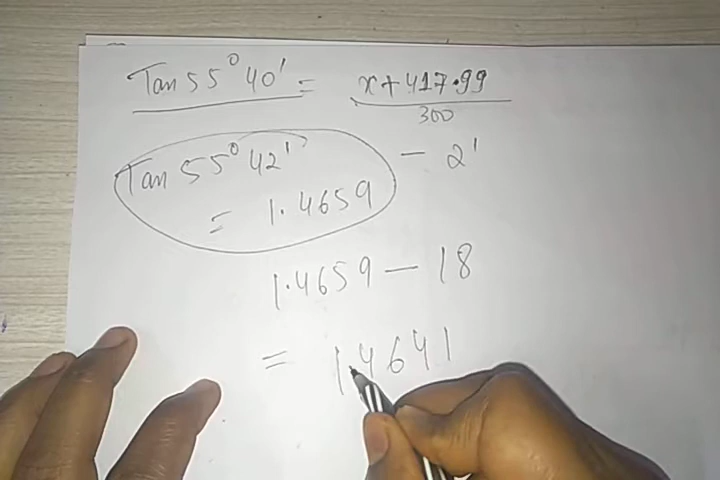 Tan 55° 40' = x + 417.99 / 300
Tan 55° 42' - 2'
= 1.4659
1.4659 - 18
= 1.4641